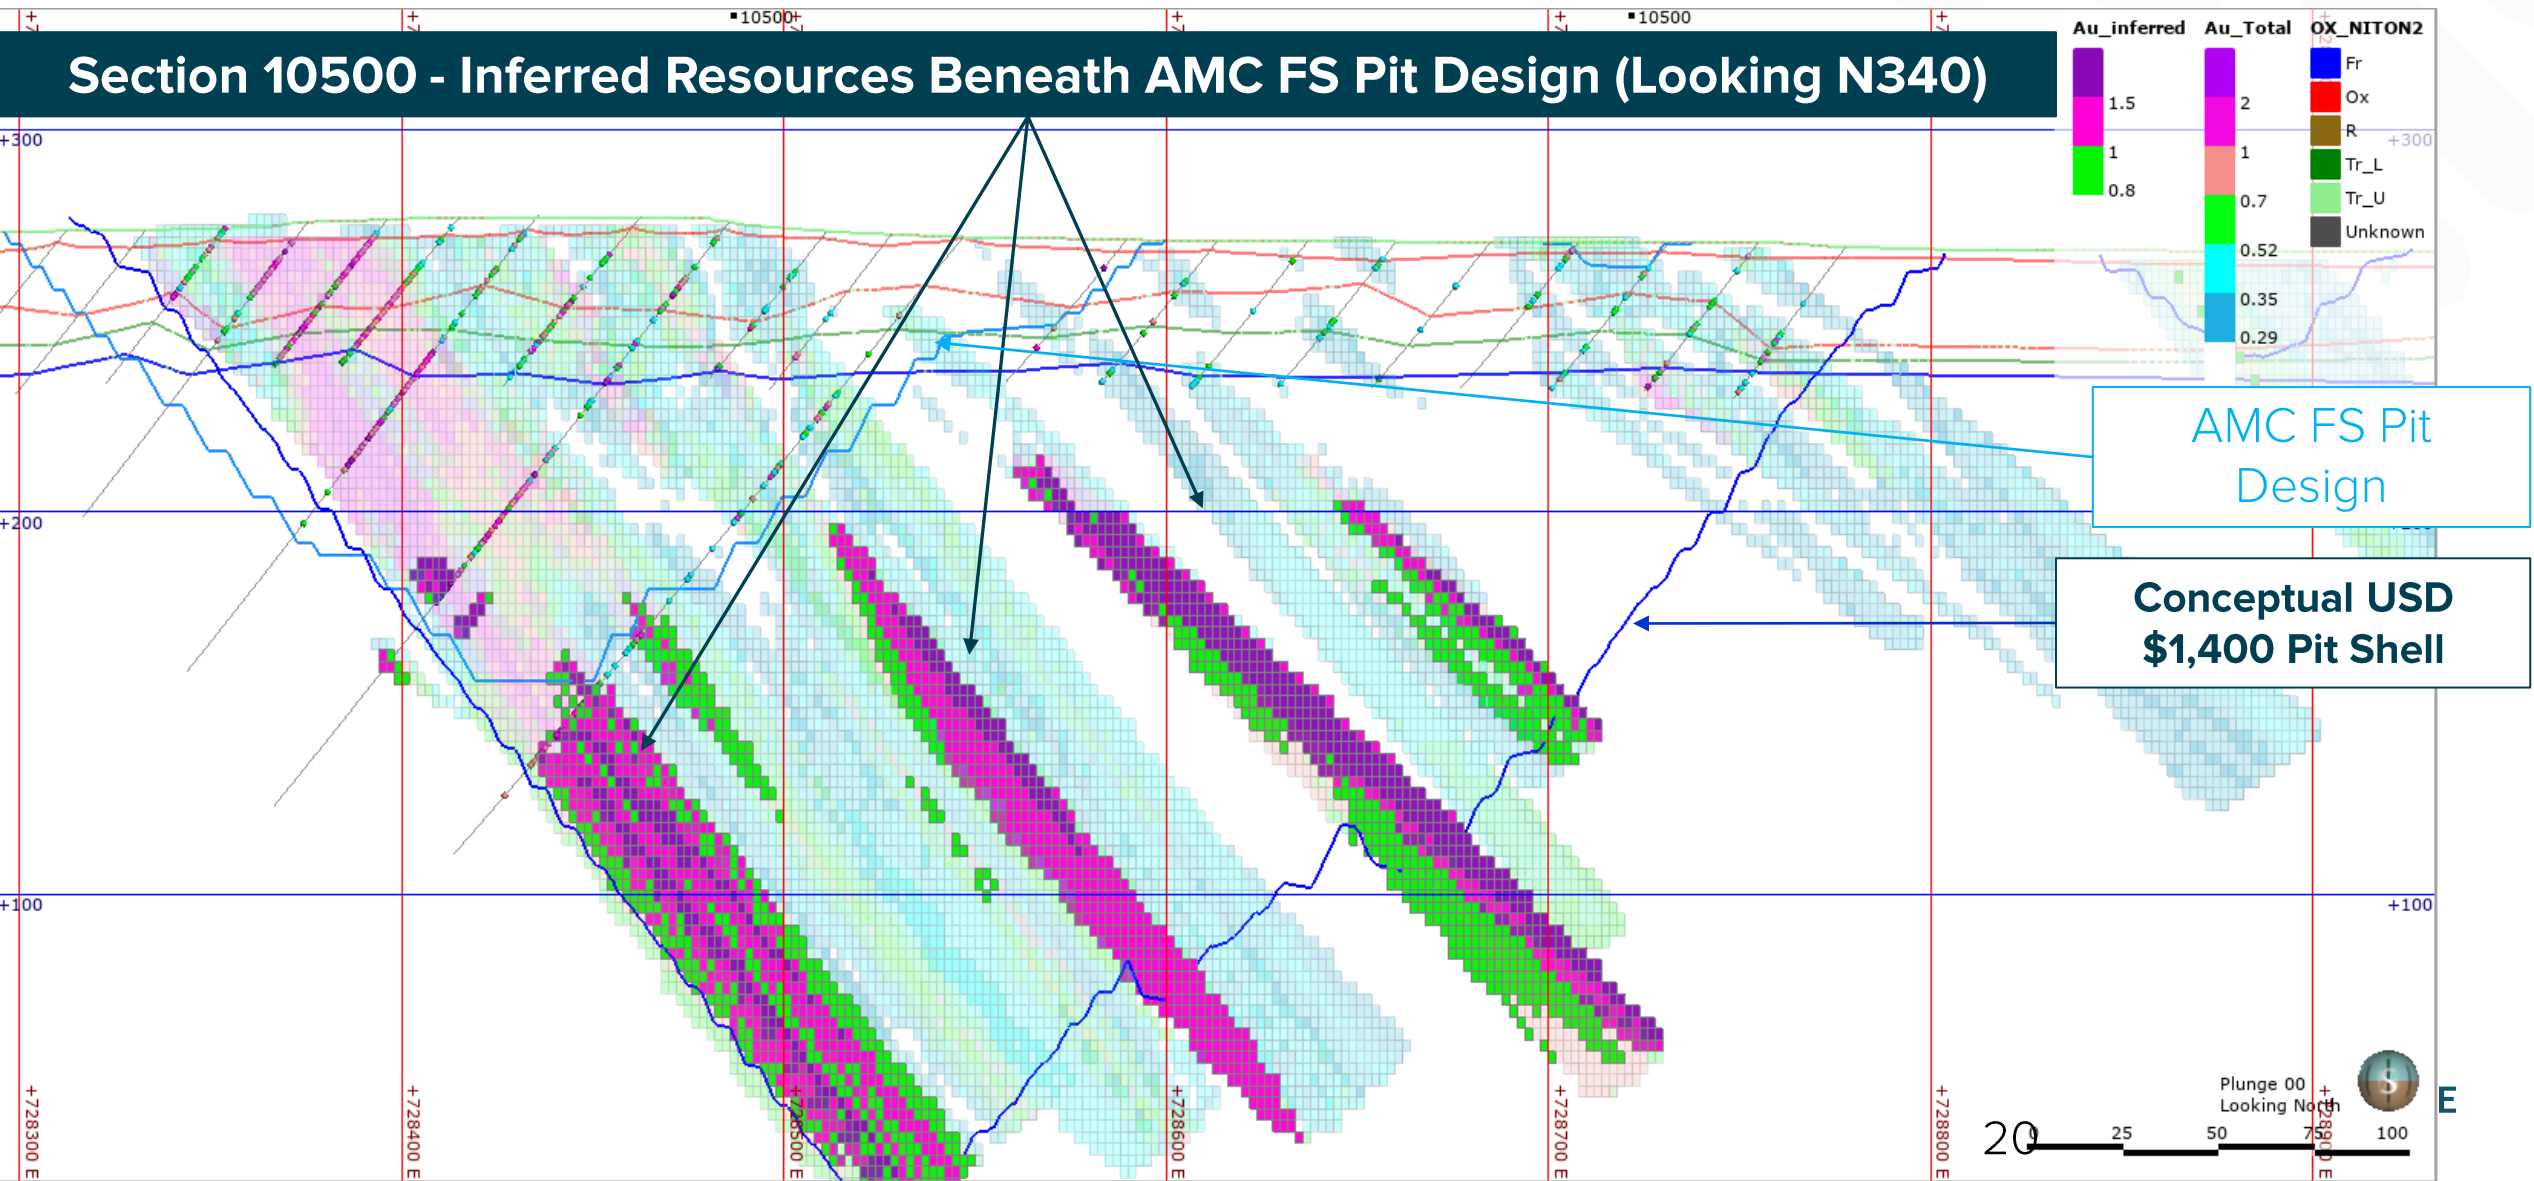 10500
10500
Section 10500 - Inferred Resources Beneath AMC FS Pit Design (Looking N340)
Au_inferred
1.5
1
0.8
Au_Total
2
1
0.7
0.52
0.35
0.29
OX_NITON2
Fr
Ox
R
Tr_L
Tr_U
Unknown
+300
+300
+200
AMC FS Pit
Design
Conceptual USD
$1,400 Pit Shell
+100
+100
+728300 E
+728400 E
+728500 E
+728600 E
+728700 E
+728800 E
+728900 E
Plunge 00
Looking North
S
E
20
0
25
50
75
100